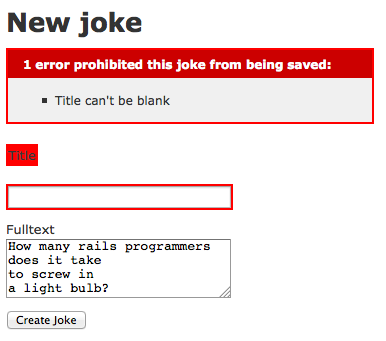 New joke
1 error prohibited this joke from being saved:
Title can't be blank
Title
Fulltext
How many rails programmers
does it take
to screw in
a light bulb?
Create Joke